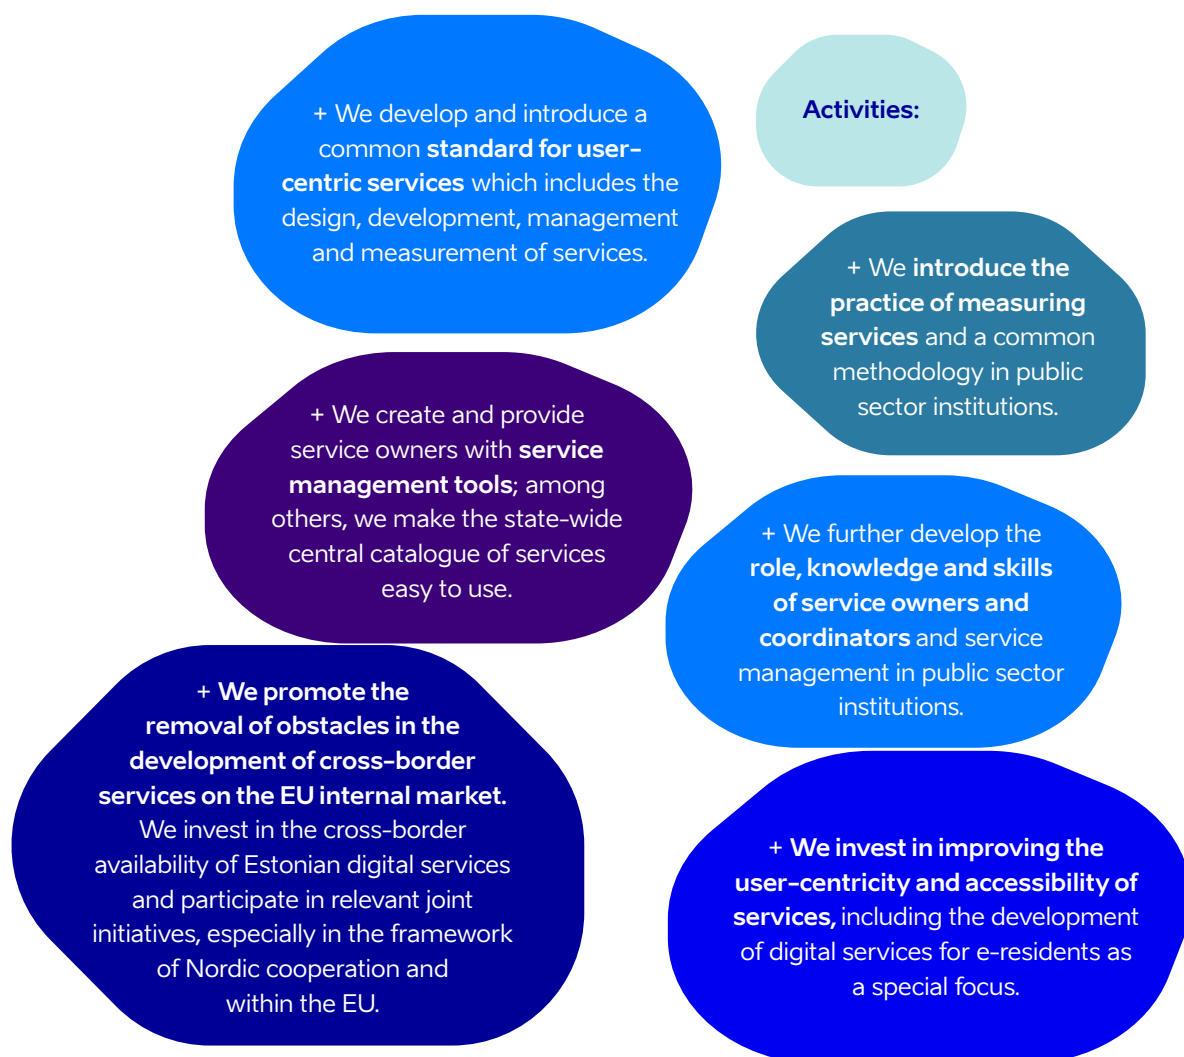 Activities:
+ We develop and introduce a
common standard for user-
centric services which includes the
design, development, management
and measurement of services.
+ We introduce the
practice of measuring
services and a common
methodology in public
sector institutions.
+ We create and provide
service owners with service
management tools; among
others, we make the state-wide
central catalogue of services
easy to use.
+ We further develop the
role, knowledge and skills
of service owners and
coordinators and service
management in public sector
institutions.
+ We promote the
removal of obstacles in the
development of cross-border
services on the EU internal market.
We invest in the cross-border
availability of Estonian digital services
and participate in relevant joint
initiatives, especially in the framework
of Nordic cooperation and
within the EU.
+ We invest in improving the
user-centricity and accessibility of
services, including the development
of digital services for e-residents as
a special focus.